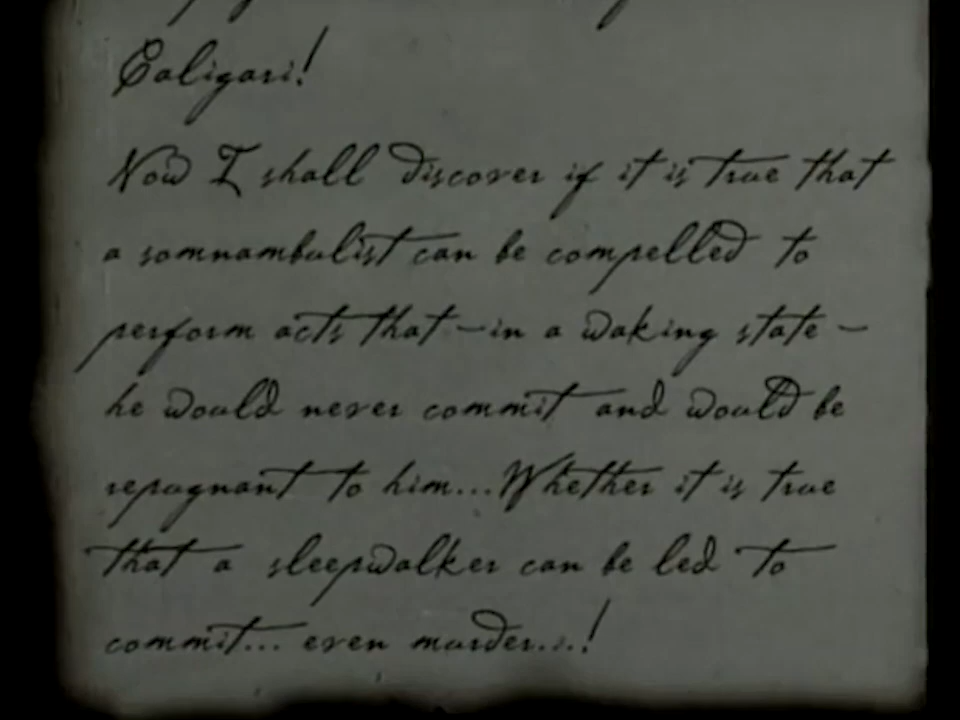 Caligari!
Now I shall discover if it is true that
a somnambulist can be compelled to
perform acts that – in a waking state –
he would never commit and would be
repugnant to him... Whether it is true
that a sleepwalker can be led to
commit... even murder...!